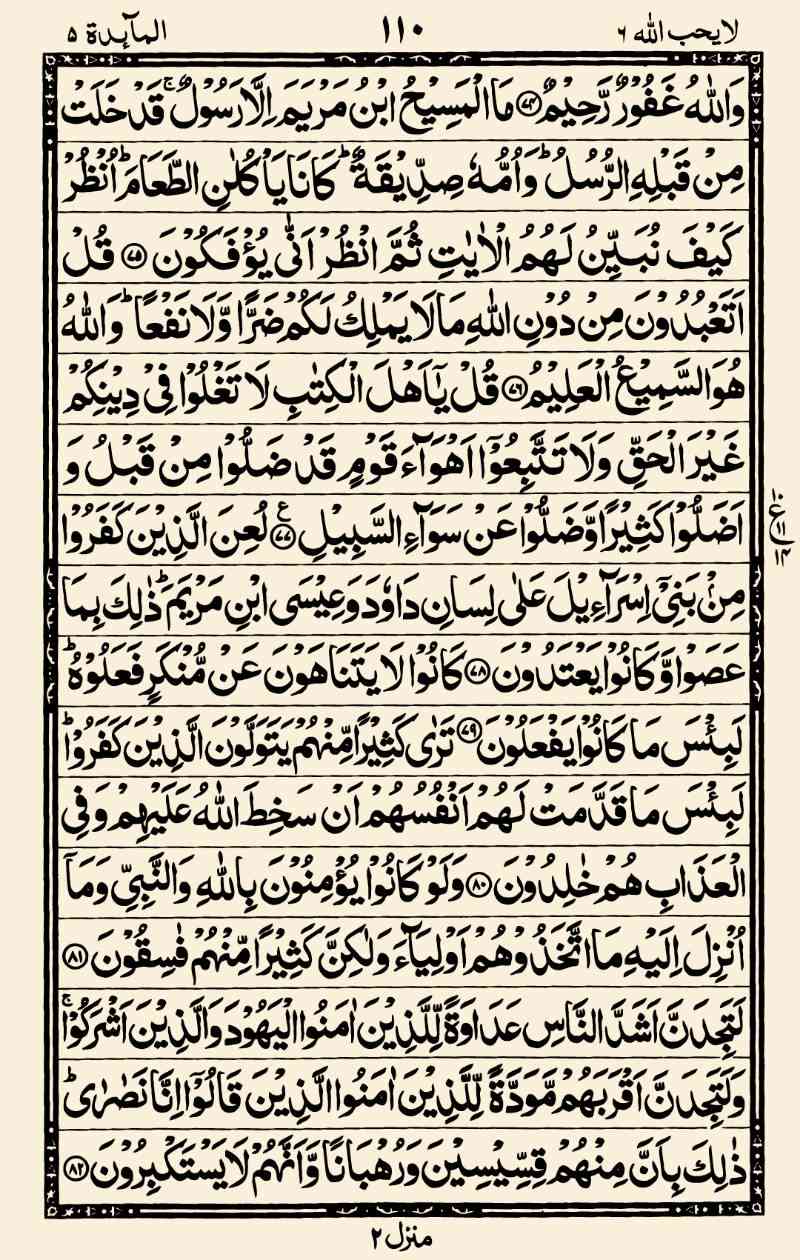 لا يحب الله ٦ ١١٠ المآئدة ٥
وَاللّٰهُ غَفُوْرٌ رَّحِيْمٌ ﴿٧٤﴾ مَا الْمَسِيْحُ ابْنُ مَرْيَمَ اِلَّا رَسُوْلٌ ۚ قَدْ خَلَتْ
مِنْ قَبْلِهِ الرُّسُلُ ؕ وَاُمُّهٗ صِدِّيْقَةٌ ؕ كَانَا يَاْكُلٰنِ الطَّعَامَ ؕ اُنْظُرْ
كَيْفَ نُبَيِّنُ لَهُمُ الْاٰيٰتِ ثُمَّ انْظُرْ اَنّٰى يُؤْفَكُوْنَ ﴿٧٥﴾ قُلْ
اَتَعْبُدُوْنَ مِنْ دُوْنِ اللّٰهِ مَا لَا يَمْلِكُ لَكُمْ ضَرًّا وَّلَا نَفْعًا ؕ وَاللّٰهُ
هُوَ السَّمِيْعُ الْعَلِيْمُ ﴿٧٦﴾ قُلْ يٰٓاَهْلَ الْكِتٰبِ لَا تَغْلُوْا فِيْ دِيْنِكُمْ
غَيْرَ الْحَقِّ وَلَا تَتَّبِعُوْٓا اَهْوَآءَ قَوْمٍ قَدْ ضَلُّوْا مِنْ قَبْلُ وَ
اَضَلُّوْا كَثِيْرًا وَّضَلُّوْا عَنْ سَوَآءِ السَّبِيْلِ ﴿٧٧﴾ ع لُعِنَ الَّذِيْنَ كَفَرُوْا
١٠ ع ١١ ١٤
مِنْۢ بَنِيْٓ اِسْرَآءِيْلَ عَلٰى لِسَانِ دَاوٗدَ وَعِيْسَى ابْنِ مَرْيَمَ ؕ ذٰلِكَ بِمَا
عَصَوْا وَّكَانُوْا يَعْتَدُوْنَ ﴿٧٨﴾ كَانُوْا لَا يَتَنَاهَوْنَ عَنْ مُّنْكَرٍ فَعَلُوْهُ ؕ
لَبِئْسَ مَا كَانُوْا يَفْعَلُوْنَ ﴿٧٩﴾ تَرٰى كَثِيْرًا مِّنْهُمْ يَتَوَلَّوْنَ الَّذِيْنَ كَفَرُوْا ؕ
لَبِئْسَ مَا قَدَّمَتْ لَهُمْ اَنْفُسُهُمْ اَنْ سَخِطَ اللّٰهُ عَلَيْهِمْ وَفِي
الْعَذَابِ هُمْ خٰلِدُوْنَ ﴿٨٠﴾ وَلَوْ كَانُوْا يُؤْمِنُوْنَ بِاللّٰهِ وَالنَّبِيِّ وَمَآ
اُنْزِلَ اِلَيْهِ مَا اتَّخَذُوْهُمْ اَوْلِيَآءَ وَلٰكِنَّ كَثِيْرًا مِّنْهُمْ فٰسِقُوْنَ ﴿٨١﴾
لَتَجِدَنَّ اَشَدَّ النَّاسِ عَدَاوَةً لِّلَّذِيْنَ اٰمَنُوا الْيَهُوْدَ وَالَّذِيْنَ اَشْرَكُوْا ۚ
وَلَتَجِدَنَّ اَقْرَبَهُمْ مَّوَدَّةً لِّلَّذِيْنَ اٰمَنُوا الَّذِيْنَ قَالُوْٓا اِنَّا نَصٰرٰى ؕ
ذٰلِكَ بِاَنَّ مِنْهُمْ قِسِّيْسِيْنَ وَرُهْبَانًا وَّاَنَّهُمْ لَا يَسْتَكْبِرُوْنَ ﴿٨٢﴾
منزل ٢